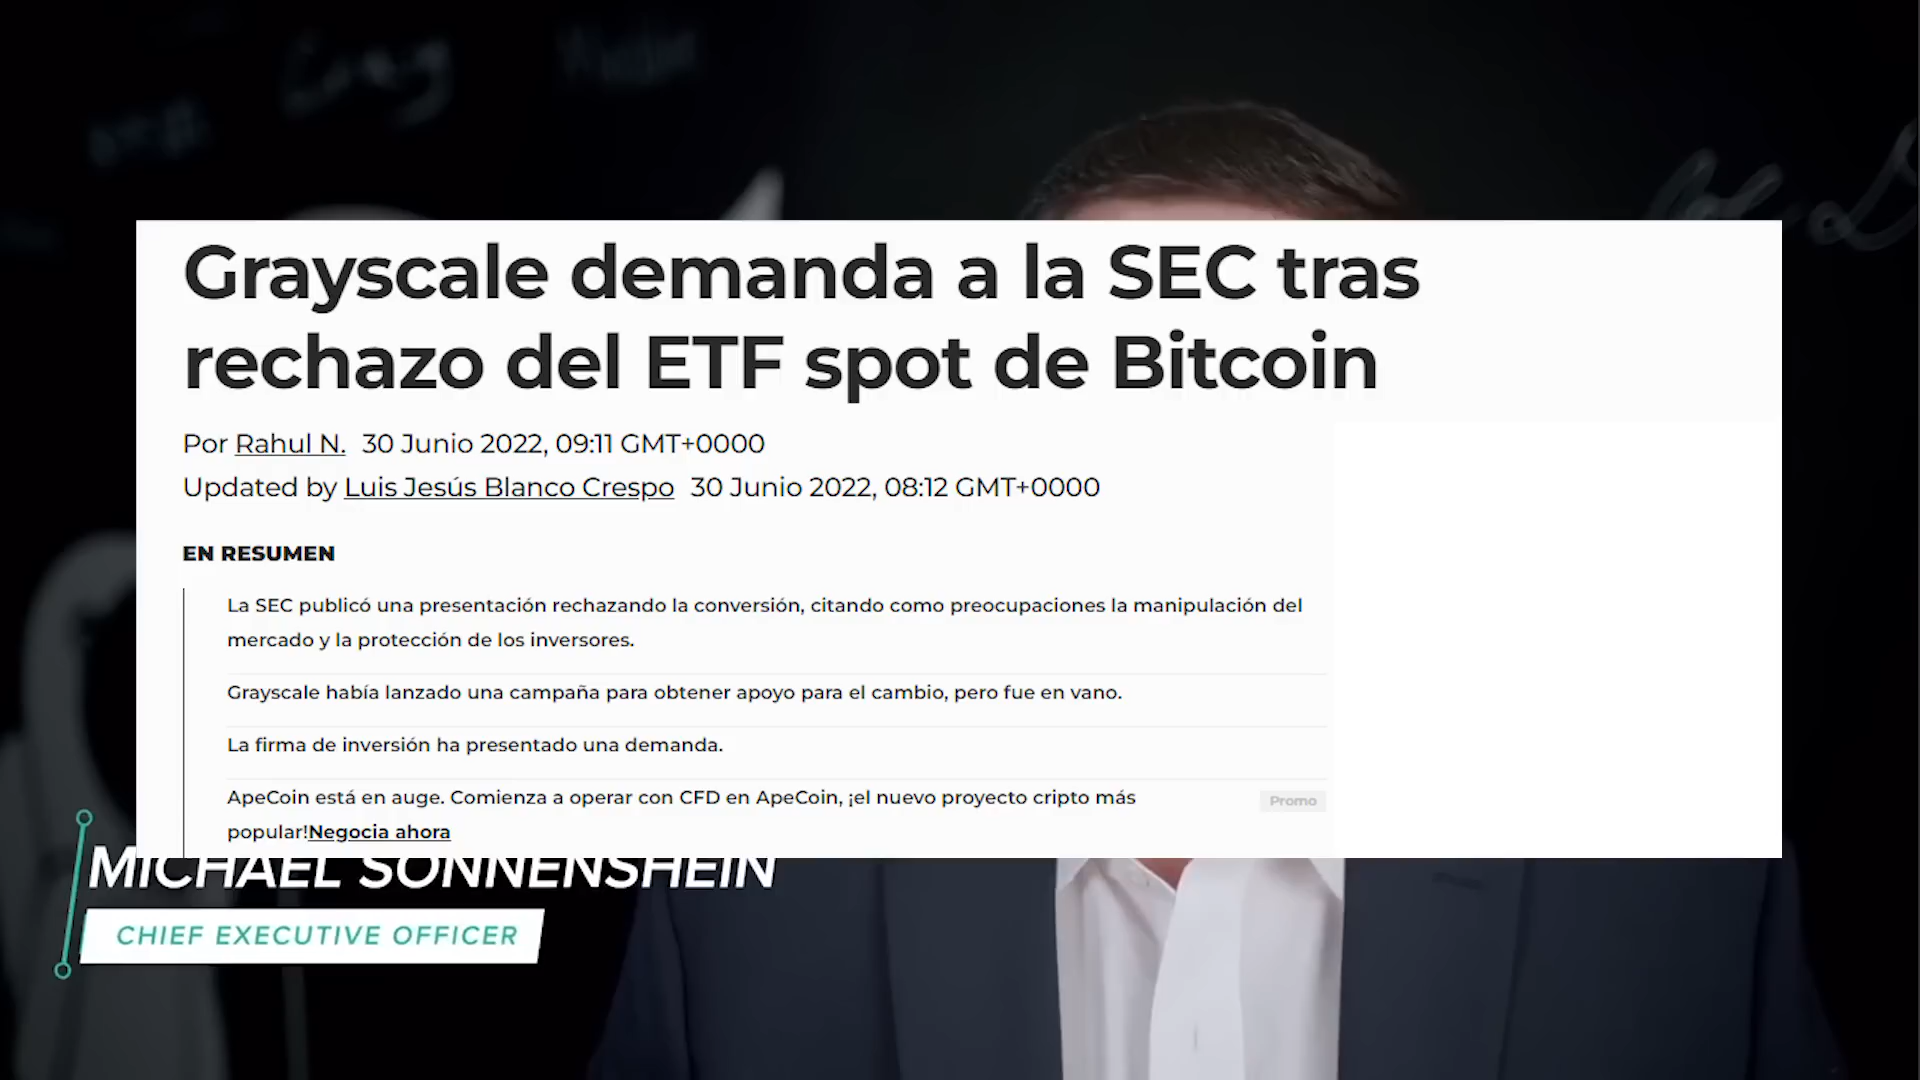 Grayscale demanda a la SEC tras
rechazo del ETF spot de Bitcoin
Por Rahul N. 30 Junio 2022, 09:11 GMT+0000
Updated by Luis Jesús Blanco Crespo 30 Junio 2022, 08:12 GMT+0000
EN RESUMEN
La SEC publicó una presentación rechazando la conversión, citando como preocupaciones la manipulación del
mercado y la protección de los inversores.
Grayscale había lanzado una campaña para obtener apoyo para el cambio, pero fue en vano.
La firma de inversión ha presentado una demanda.
ApeCoin está en auge. Comienza a operar con CFD en ApeCoin, ¡el nuevo proyecto cripto más
popular!Negocia ahora
Promo
MICHAEL SONNENSHEIN
CHIEF EXECUTIVE OFFICER